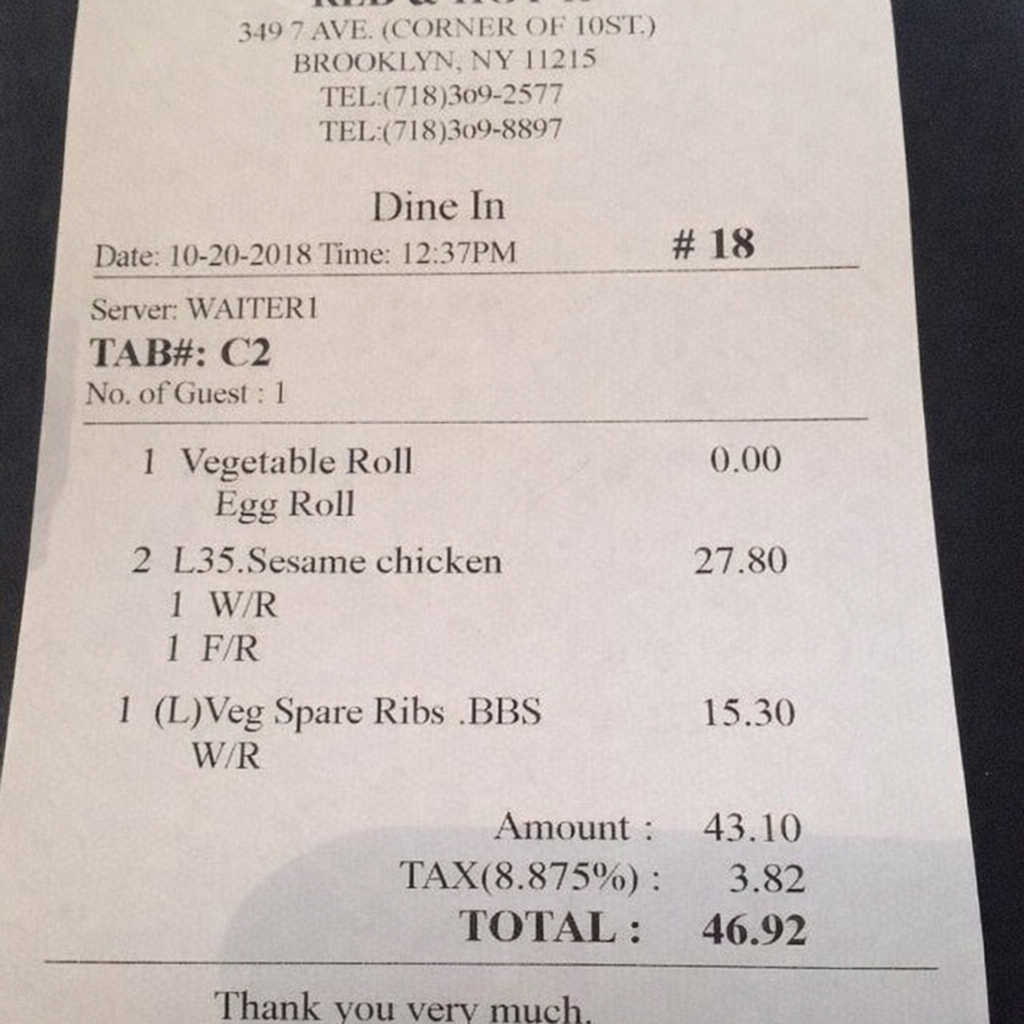 349 7 AVE. (CORNER OF 10ST.)
BROOKLYN, NY 11215
TEL:(718)309-2577
TEL:(718)309-8897
Dine In
Date: 10-20-2018 Time: 12:37PM # 18
Server: WAITER1
TAB#: C2
No. of Guest : 1
1 Vegetable Roll 0.00
Egg Roll
2 L35.Sesame chicken 27.80
1 W/R
1 F/R
1 (L)Veg Spare Ribs .BBS 15.30
W/R
Amount : 43.10
TAX(8.875%) : 3.82
TOTAL : 46.92
Thank you very much.